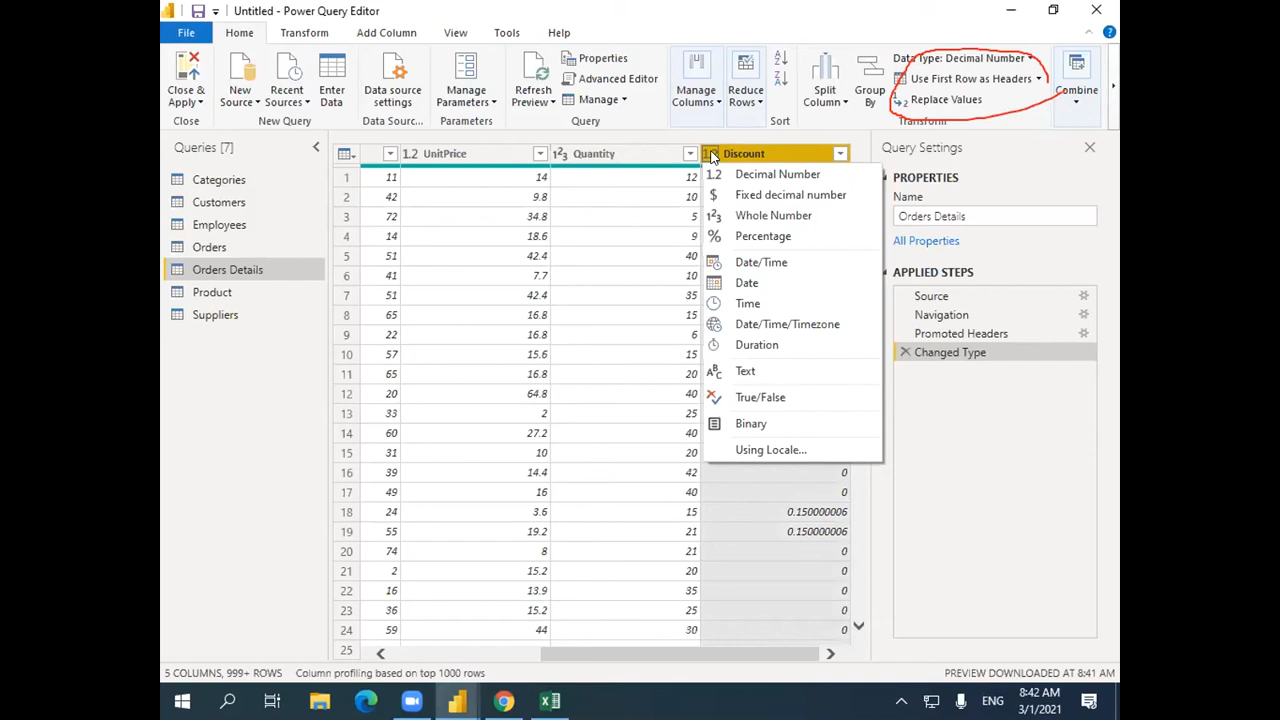 Untitled - Power Query Editor
File Home Transform Add Column View Tools Help
Close & Apply
New Source
Recent Sources
Enter Data
Data source settings
Manage Parameters
Refresh Preview
Properties
Advanced Editor
Manage
Manage Columns
Reduce Rows
Split Column
Group By
Data Type: Decimal Number
Use First Row as Headers
Replace Values
Combine
Close
New Query
Data Sourc...
Parameters
Query
Sort
Transform
Queries [7]
Categories
Customers
Employees
Orders
Orders Details
Product
Suppliers
1.2 UnitPrice 123 Quantity Discount
1 11 14 12
2 42 9.8 10
3 72 34.8 5
4 14 18.6 9
5 51 42.4 40
6 41 7.7 10
7 51 42.4 35
8 65 16.8 15
9 22 16.8 6
10 57 15.6 15
11 65 16.8 20
12 20 64.8 40
13 33 2 25
14 60 27.2 40
15 31 10 20
16 39 14.4 42 0
17 49 16 40 0
18 24 3.6 15 0.150000006
19 55 19.2 21 0.150000006
20 74 8 21 0
21 2 15.2 20 0
22 16 13.9 35 0
23 36 15.2 25 0
24 59 44 30 0
25
1.2 Decimal Number
$ Fixed decimal number
123 Whole Number
% Percentage
Date/Time
Date
Time
Date/Time/Timezone
Duration
ABC Text
True/False
Binary
Using Locale...
Query Settings
PROPERTIES
Name
Orders Details
All Properties
APPLIED STEPS
Source
Navigation
Promoted Headers
Changed Type
5 COLUMNS, 999+ ROWS Column profiling based on top 1000 rows PREVIEW DOWNLOADED AT 8:41 AM
ENG
8:42 AM
3/1/2021